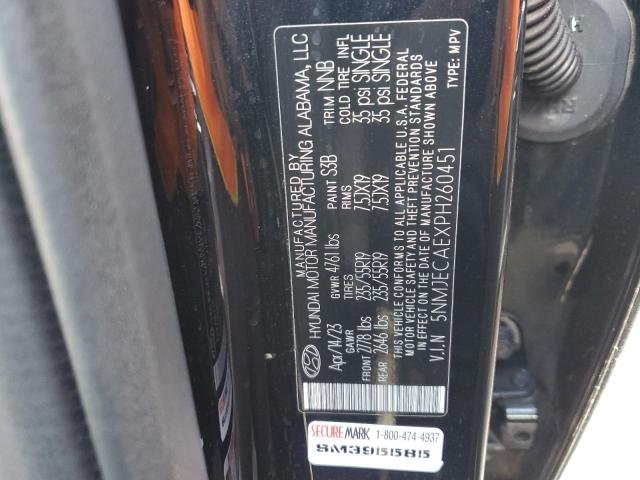 MANUFACTURED BY
HYUNDAI MOTOR MANUFACTURING ALABAMA, LLC
Apr/14/23 GVWR 4761 lbs PAINT S3B TRIM NNB
GAWR TIRES RIMS COLD TIRE INFL
FRONT 2778 lbs 235/55R19 7.5JX19 35 psi SINGLE
REAR 2646 lbs 235/55R19 7.5JX19 35 psi SINGLE
THIS VEHICLE CONFORMS TO ALL APPLICABLE U.S.A. FEDERAL
MOTOR VEHICLE SAFETY AND THEFT PREVENTION STANDARDS
IN EFFECT ON THE DATE OF MANUFACTURE SHOWN ABOVE
V.I.N 5NMJECAEXPH260451
TYPE: MPV
SECUREMARK 1-800-474-4937
SM395585